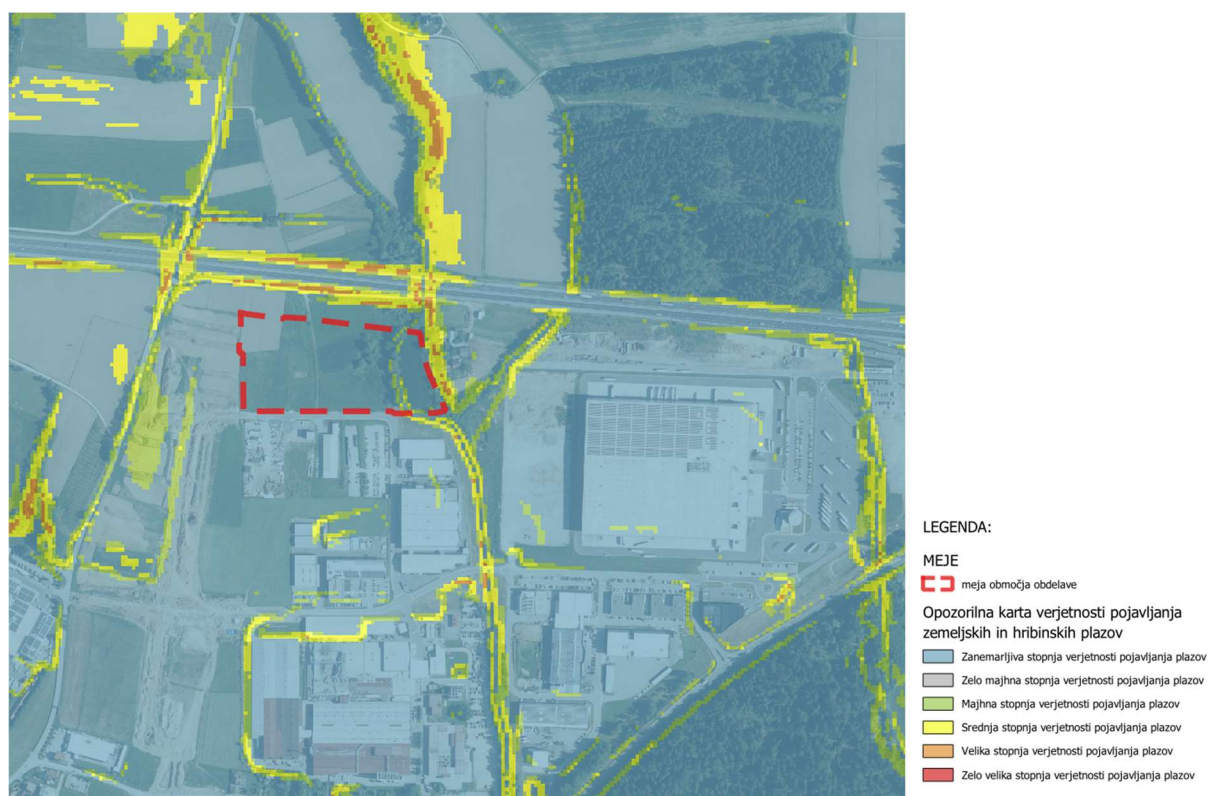 LEGENDA:
MEJE
meja območja obdelave
Opozorilna karta verjetnosti pojavljanja
zemeljskih in hribinskih plazov
Zanemarljiva stopnja verjetnosti pojavljanja plazov
Zelo majhna stopnja verjetnosti pojavljanja plazov
Majhna stopnja verjetnosti pojavljanja plazov
Srednja stopnja verjetnosti pojavljanja plazov
Velika stopnja verjetnosti pojavljanja plazov
Zelo velika stopnja verjetnosti pojavljanja plazov